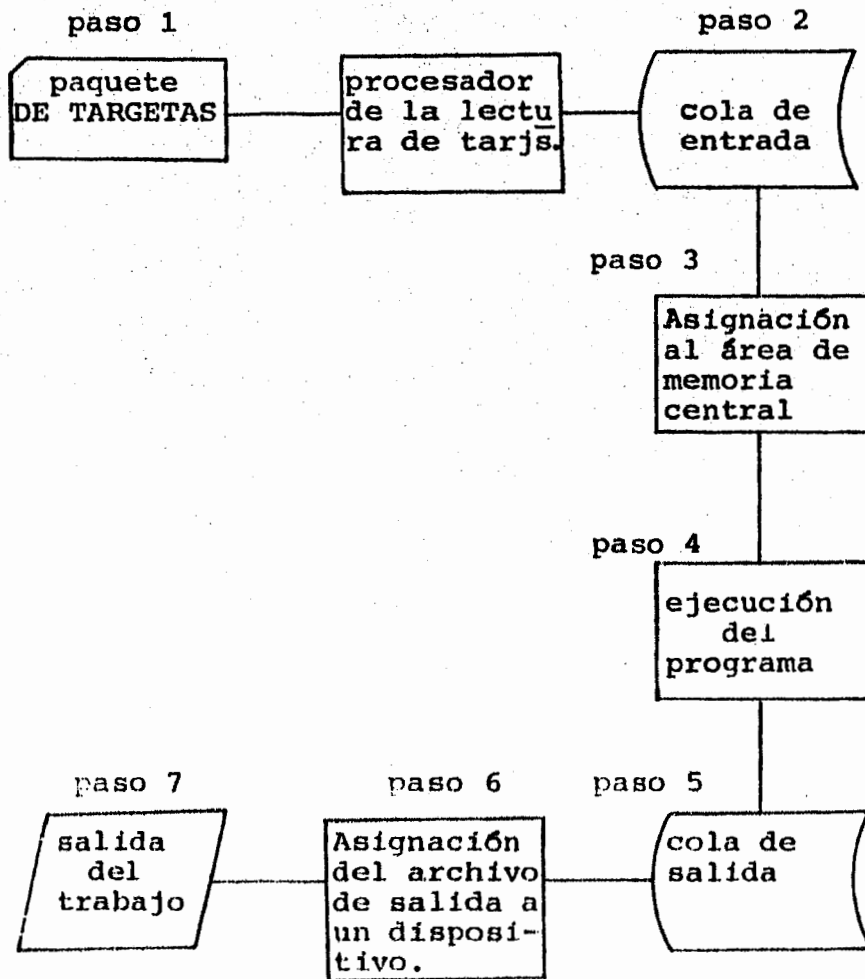 paso 1
paso 2
paquete
DE TARGETAS
procesador
de la lectu
ra de tarjs.
cola de
entrada
paso 3
Asignación
al área de
memoria
central
paso 4
ejecución
del
programa
paso 7
paso 6
paso 5
salida
del
trabajo
Asignación
del archivo
de salida a
un disposi-
tivo.
cola de
salida